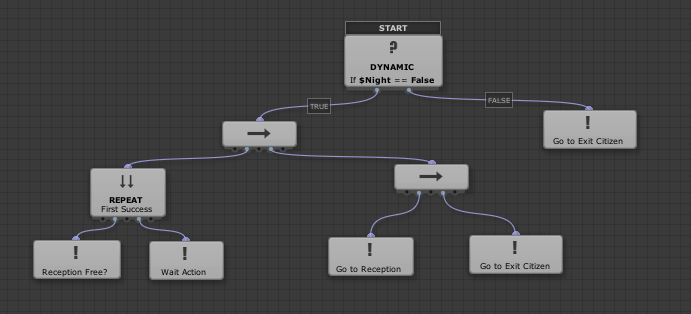 START
?
DYNAMIC
If $Night == False
TRUE
FALSE
!
Go to Exit Citizen
REPEAT
First Success
!
Reception Free?
!
Wait Action
!
Go to Reception
!
Go to Exit Citizen